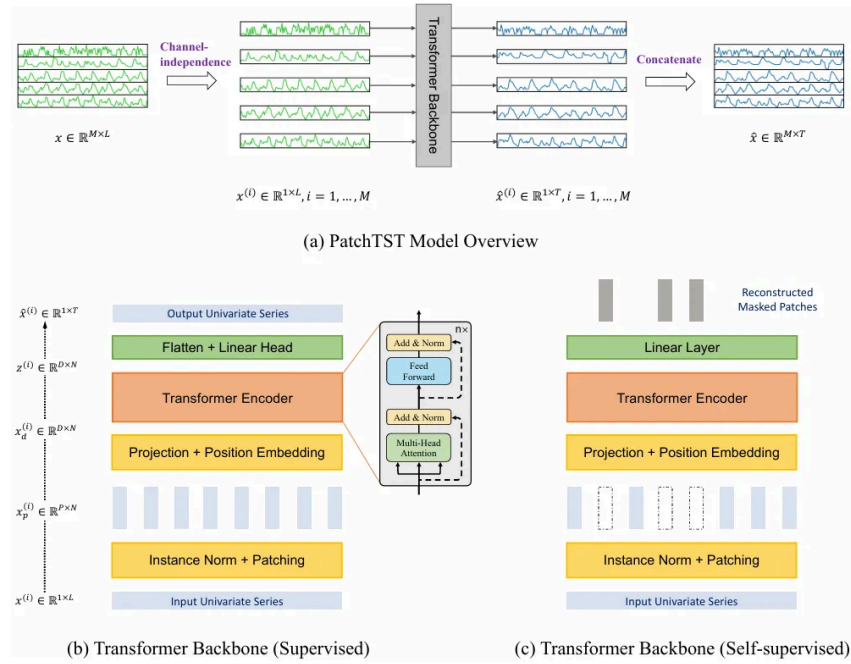 Channel-
independence
Transformer Backbone
Concatenate
x ∈ ℝ^{M×L}
x̂ ∈ ℝ^{M×T}
x^{(i)} ∈ ℝ^{1×L}, i = 1, …, M
x̂^{(i)} ∈ ℝ^{1×T}, i = 1, …, M
(a) PatchTST Model Overview
x̂^{(i)} ∈ ℝ^{1×T}
z^{(i)} ∈ ℝ^{D×N}
x_d^{(i)} ∈ ℝ^{D×N}
x_p^{(i)} ∈ ℝ^{P×N}
x^{(i)} ∈ ℝ^{1×L}
Output Univariate Series
Flatten + Linear Head
Transformer Encoder
Projection + Position Embedding
Instance Norm + Patching
Input Univariate Series
n×
Add & Norm
Feed
Forward
Add & Norm
Multi-Head
Attention
Reconstructed
Masked Patches
Linear Layer
Transformer Encoder
Projection + Position Embedding
Instance Norm + Patching
Input Univariate Series
(b) Transformer Backbone (Supervised)
(c) Transformer Backbone (Self-supervised)